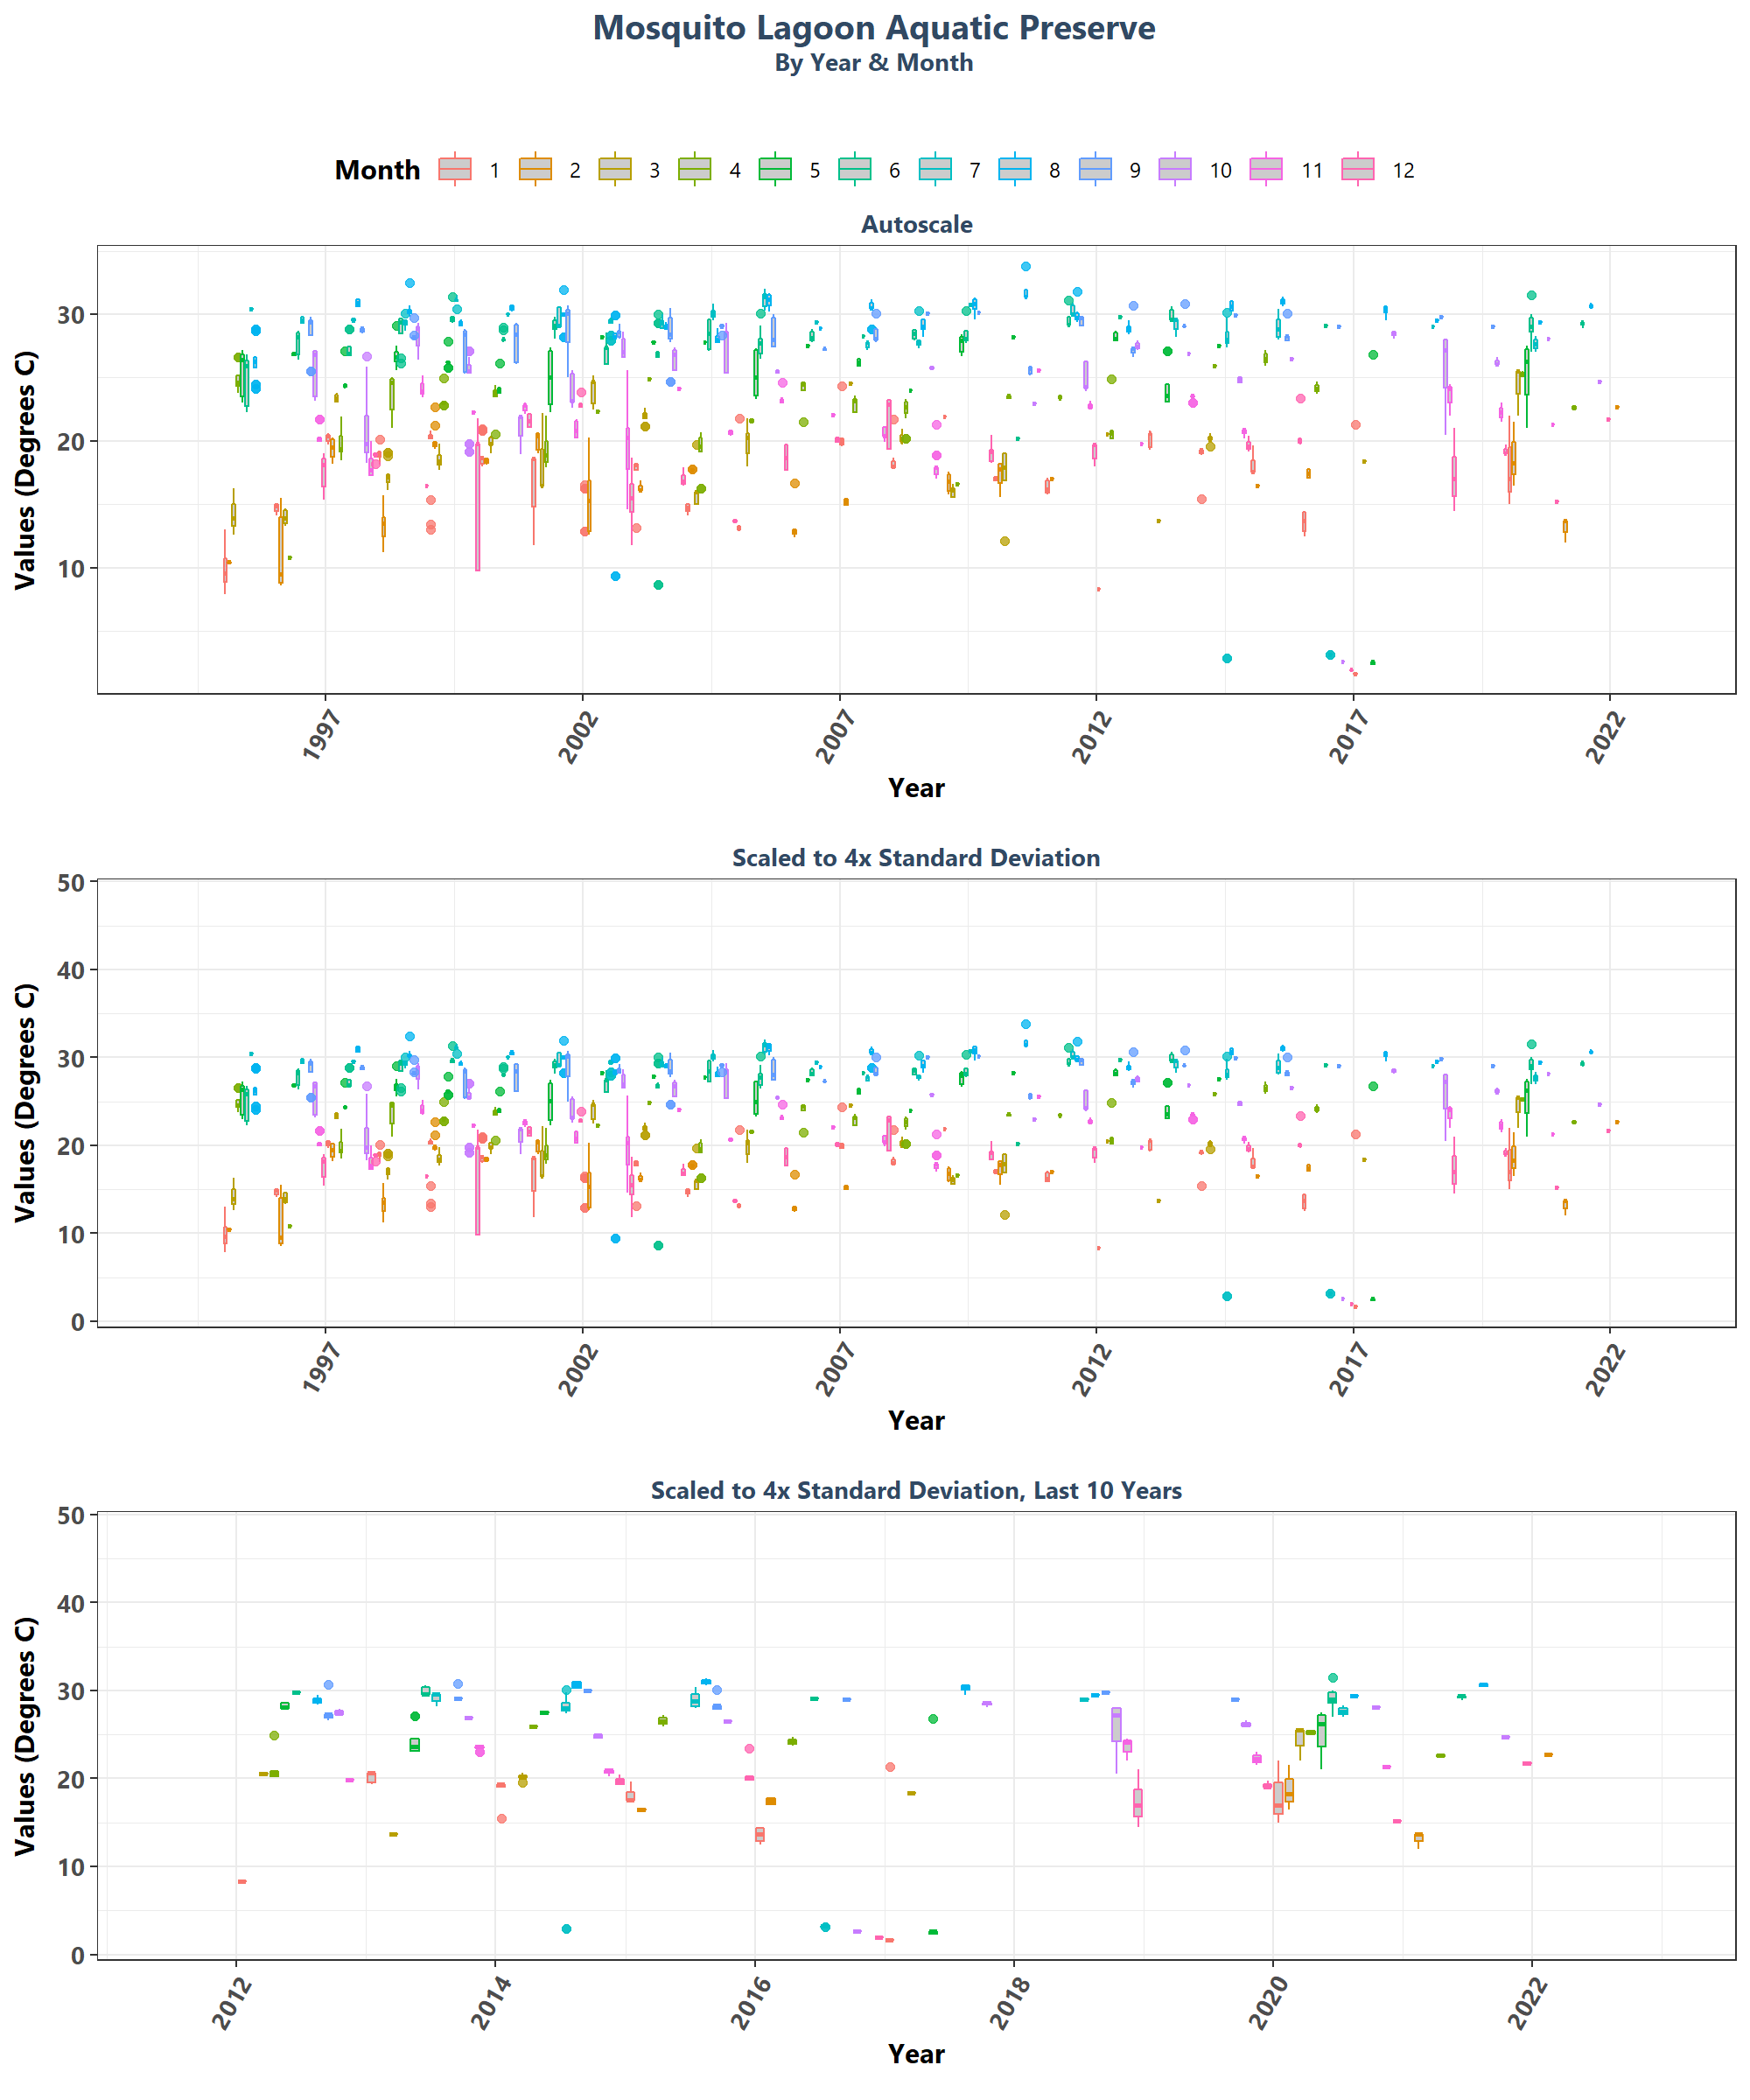 Mosquito Lagoon Aquatic Preserve
By Year & Month
Month 1 2 3 4 5 6 7 8 9 10 11 12
Autoscale
Values (Degrees C)
30
20
10
1997 2002 2007 2012 2017 2022
Year
Scaled to 4x Standard Deviation
Values (Degrees C)
50
40
30
20
10
0
1997 2002 2007 2012 2017 2022
Year
Scaled to 4x Standard Deviation, Last 10 Years
Values (Degrees C)
50
40
30
20
10
0
2012 2014 2016 2018 2020 2022
Year